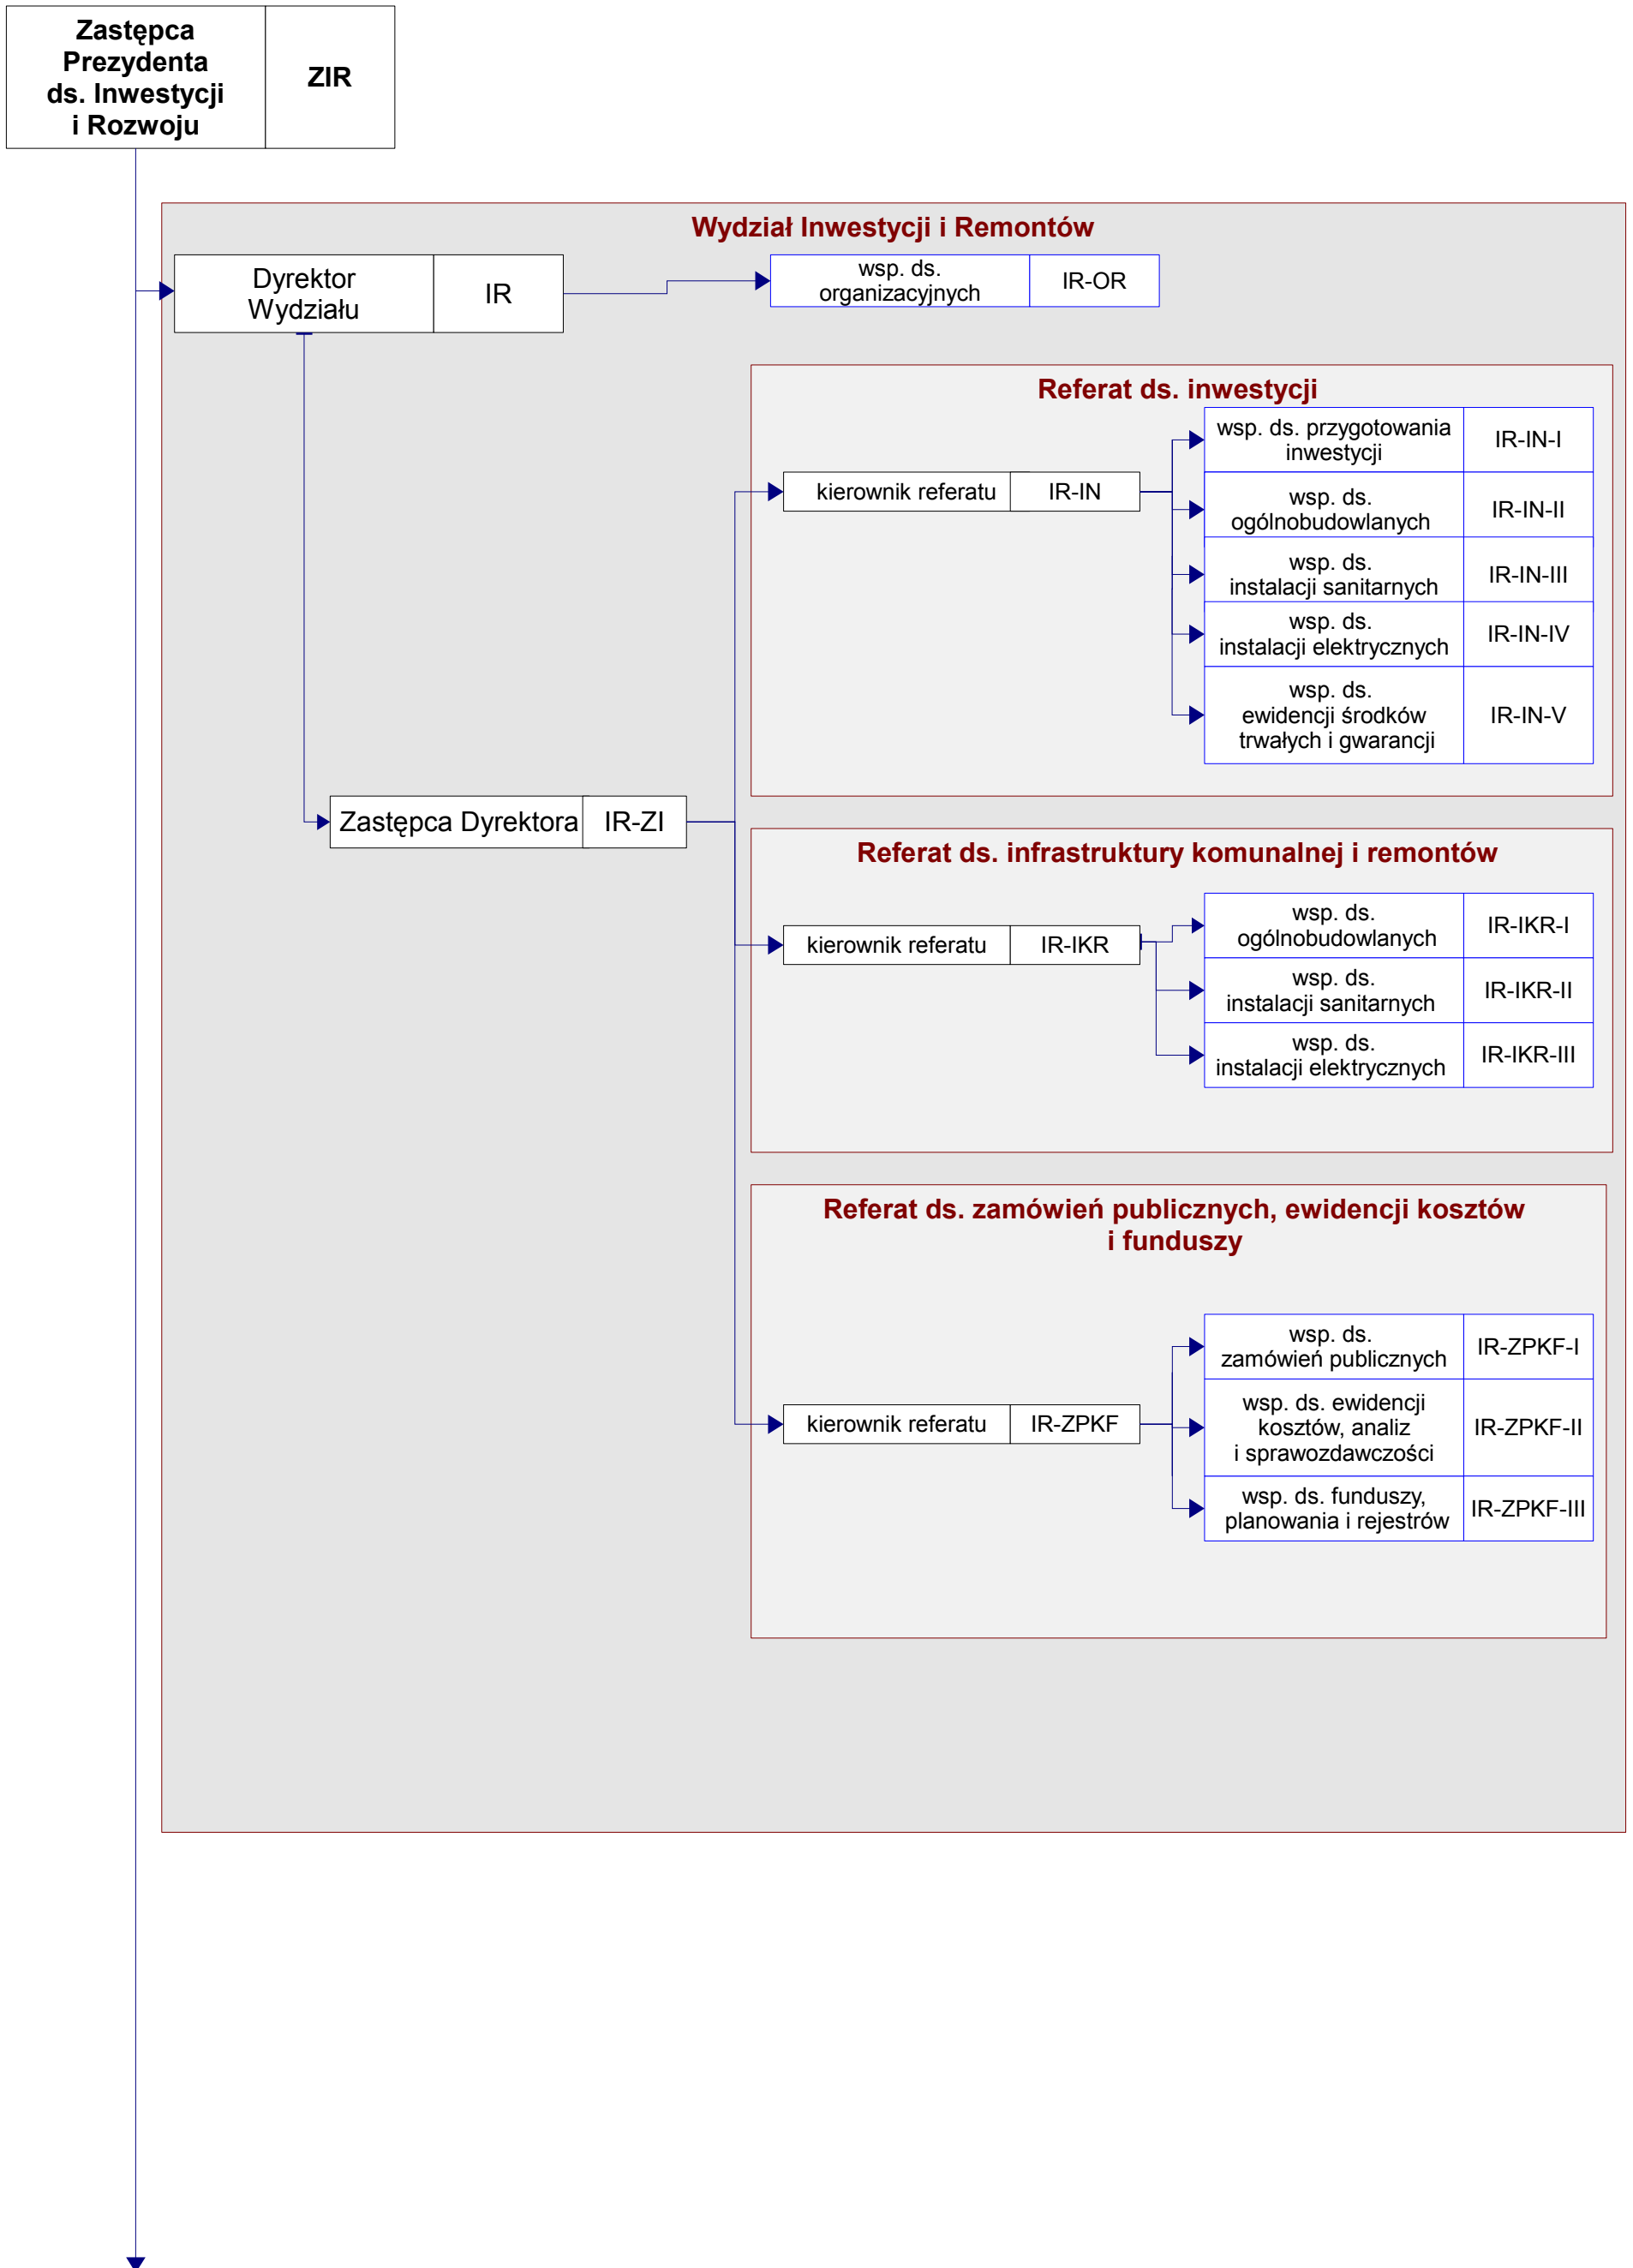 Zastępca
Prezydenta
ds. Inwestycji
i Rozwoju
ZIR
Wydział Inwestycji i Remontów
Dyrektor
Wydziału
IR
wsp. ds.
organizacyjnych
IR-OR
Referat ds. inwestycji
wsp. ds. przygotowania
inwestycji
IR-IN-I
kierownik referatu
IR-IN
wsp. ds.
ogólnobudowlanych
IR-IN-II
wsp. ds.
instalacji sanitarnych
IR-IN-III
wsp. ds.
instalacji elektrycznych
IR-IN-IV
wsp. ds.
ewidencji środków
trwałych i gwarancji
IR-IN-V
Zastępca Dyrektora
IR-ZI
Referat ds. infrastruktury komunalnej i remontów
wsp. ds.
ogólnobudowlanych
IR-IKR-I
kierownik referatu
IR-IKR
wsp. ds.
instalacji sanitarnych
IR-IKR-II
wsp. ds.
instalacji elektrycznych
IR-IKR-III
Referat ds. zamówień publicznych, ewidencji kosztów
i funduszy
wsp. ds.
zamówień publicznych
IR-ZPKF-I
kierownik referatu
IR-ZPKF
wsp. ds. ewidencji
kosztów, analiz
i sprawozdawczości
IR-ZPKF-II
wsp. ds. funduszy,
planowania i rejestrów
IR-ZPKF-III